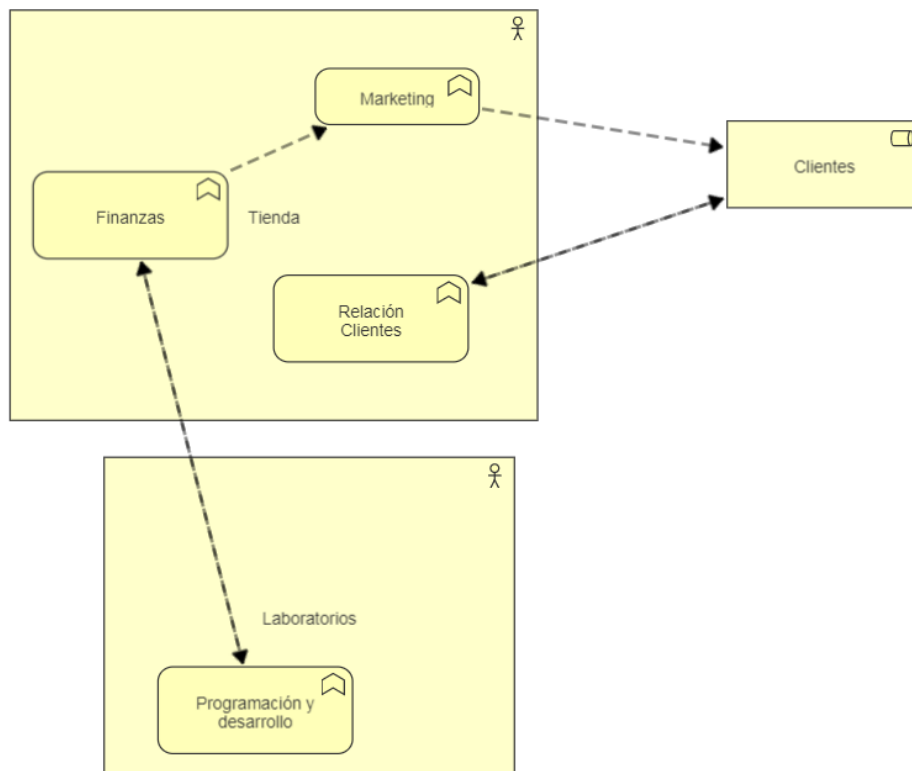 Marketing
Clientes
Finanzas
Tienda
Relación
Clientes
Laboratorios
Programación y
desarrollo